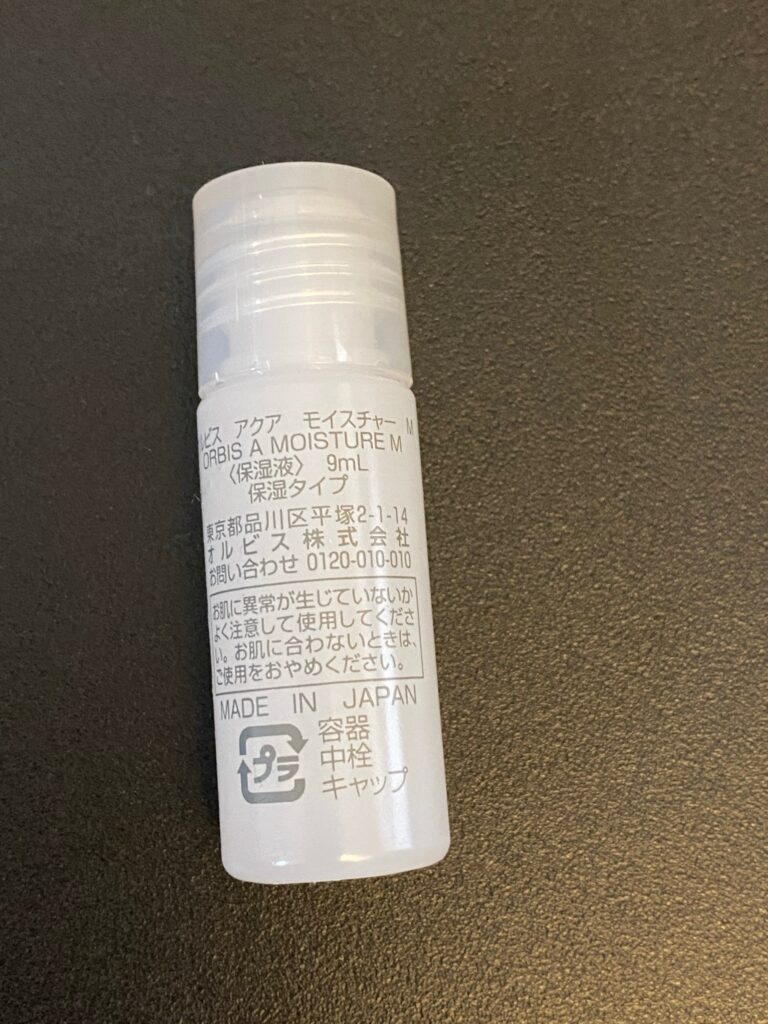 ルビス アクア モイスチャー M
ORBIS A MOISTURE M
〈保湿液〉 9mL
保湿タイプ
東京都品川区平塚2-1-14
オルビス株式会社
お問い合わせ 0120-010-010
お肌に異常が生じていないか
よく注意して使用してくださ
い。お肌に合わないときは、
ご使用をおやめください。
MADE IN JAPAN
プラ
容器
中栓
キャップ